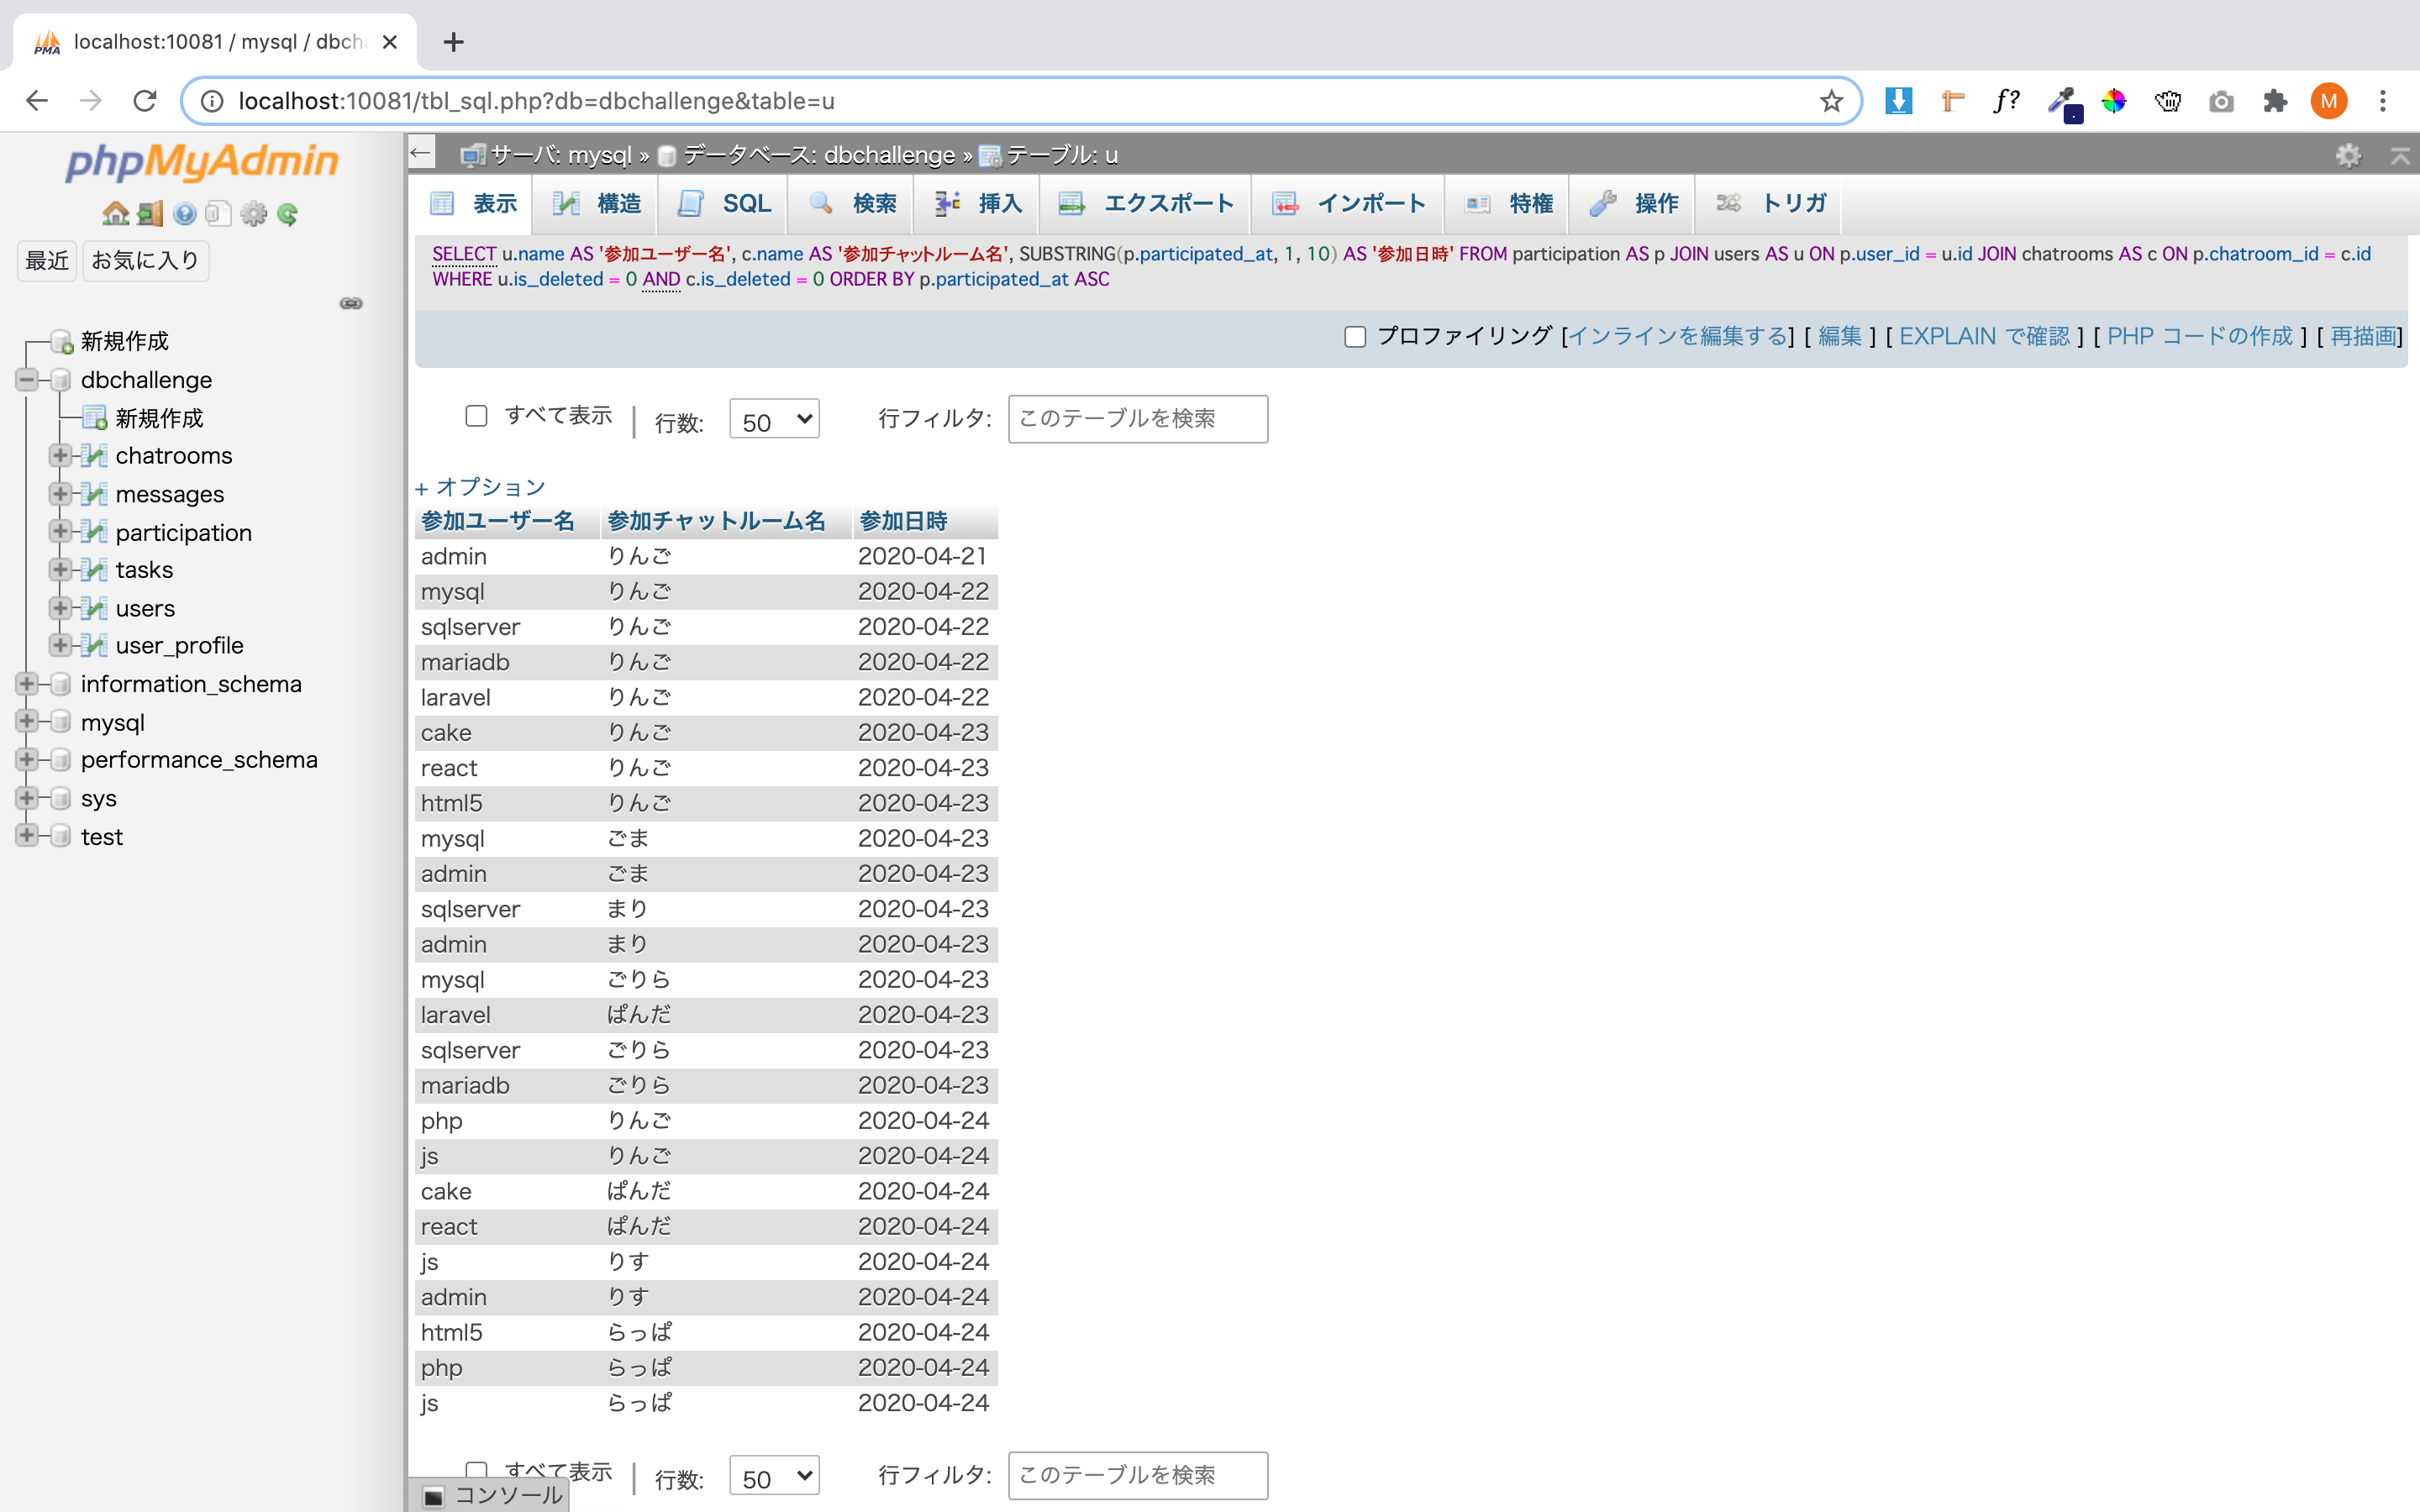 localhost:10081 / mysql / dbch
localhost:10081/tbl_sql.php?db=dbchallenge&table=u
f?
M
phpMyAdmin
最近 お気に入り
新規作成
dbchallenge
新規作成
chatrooms
messages
participation
tasks
users
user_profile
information_schema
mysql
performance_schema
sys
test
サーバ: mysql » データベース: dbchallenge » テーブル: u
表示 構造 SQL 検索 挿入 エクスポート インポート 特権 操作 トリガ
SELECT u.name AS '参加ユーザー名', c.name AS '参加チャットルーム名', SUBSTRING(p.participated_at, 1, 10) AS '参加日時' FROM participation AS p JOIN users AS u ON p.user_id = u.id JOIN chatrooms AS c ON p.chatroom_id = c.id
WHERE u.is_deleted = 0 AND c.is_deleted = 0 ORDER BY p.participated_at ASC
プロファイリング [インラインを編集する] [ 編集 ] [ EXPLAIN で確認 ] [ PHP コードの作成 ] [ 再描画]
すべて表示 | 行数: 50 行フィルタ: このテーブルを検索
+ オプション
参加ユーザー名 参加チャットルーム名 参加日時
admin りんご 2020-04-21
mysql りんご 2020-04-22
sqlserver りんご 2020-04-22
mariadb りんご 2020-04-22
laravel りんご 2020-04-22
cake りんご 2020-04-23
react りんご 2020-04-23
html5 りんご 2020-04-23
mysql ごま 2020-04-23
admin ごま 2020-04-23
sqlserver まり 2020-04-23
admin まり 2020-04-23
mysql ごりら 2020-04-23
laravel ぱんだ 2020-04-23
sqlserver ごりら 2020-04-23
mariadb ごりら 2020-04-23
php りんご 2020-04-24
js りんご 2020-04-24
cake ぱんだ 2020-04-24
react ぱんだ 2020-04-24
js りす 2020-04-24
admin りす 2020-04-24
html5 らっぱ 2020-04-24
php らっぱ 2020-04-24
js らっぱ 2020-04-24
すべて表示 | 行数: 50 行フィルタ: このテーブルを検索
コンソール